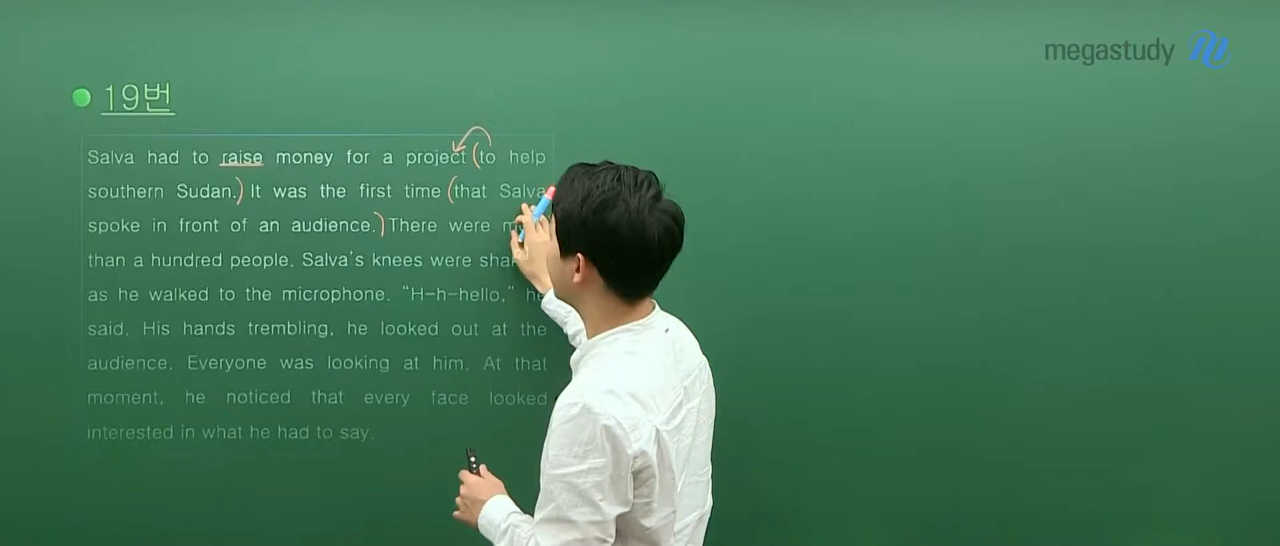 megastudy
19번
Salva had to raise money for a project (to help
southern Sudan.) It was the first time (that Salva
spoke in front of an audience.) There were
than a hundred people. Salva's knees were
as he walked to the microphone. "H-h-hello," he
said. His hands trembling, he looked out at the
audience. Everyone was looking at him. At that
moment, he noticed that every face looked
interested in what he had to say.